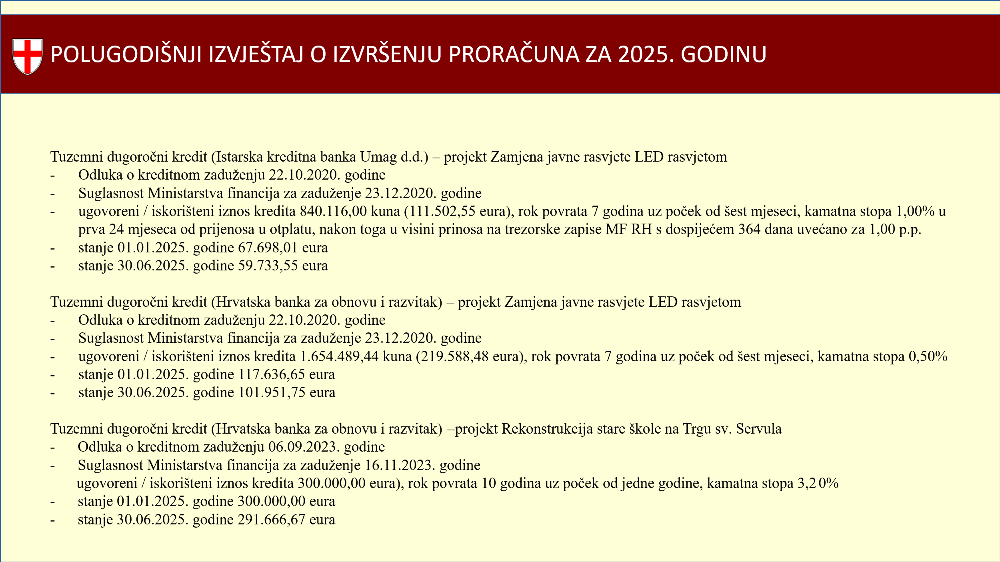 POLUGODIŠNJI IZVJEŠTAJ O IZVRŠENJU PRORAČUNA ZA 2025. GODINU
Tuzemni dugoročni kredit (Istarska kreditna banka Umag d.d.) – projekt Zamjena javne rasvjete LED rasvjetom
- Odluka o kreditnom zaduženju 22.10.2020. godine
- Suglasnost Ministarstva financija za zaduženje 23.12.2020. godine
- ugovoreni / iskorišteni iznos kredita 840.116,00 kuna (111.502,55 eura), rok povrata 7 godina uz poček od šest mjeseci, kamatna stopa 1,00% u
prva 24 mjeseca od prijenosa u otplatu, nakon toga u visini prinosa na trezorske zapise MF RH s dospijećem 364 dana uvećano za 1,00 p.p.
- stanje 01.01.2025. godine 67.698,01 eura
- stanje 30.06.2025. godine 59.733,55 eura
Tuzemni dugoročni kredit (Hrvatska banka za obnovu i razvitak) – projekt Zamjena javne rasvjete LED rasvjetom
- Odluka o kreditnom zaduženju 22.10.2020. godine
- Suglasnost Ministarstva financija za zaduženje 23.12.2020. godine
- ugovoreni / iskorišteni iznos kredita 1.654.489,44 kuna (219.588,48 eura), rok povrata 7 godina uz poček od šest mjeseci, kamatna stopa 0,50%
- stanje 01.01.2025. godine 117.636,65 eura
- stanje 30.06.2025. godine 101.951,75 eura
Tuzemni dugoročni kredit (Hrvatska banka za obnovu i razvitak) –projekt Rekonstrukcija stare škole na Trgu sv. Servula
- Odluka o kreditnom zaduženju 06.09.2023. godine
- Suglasnost Ministarstva financija za zaduženje 16.11.2023. godine
ugovoreni / iskorišteni iznos kredita 300.000,00 eura), rok povrata 10 godina uz poček od jedne godine, kamatna stopa 3,20%
- stanje 01.01.2025. godine 300.000,00 eura
- stanje 30.06.2025. godine 291.666,67 eura